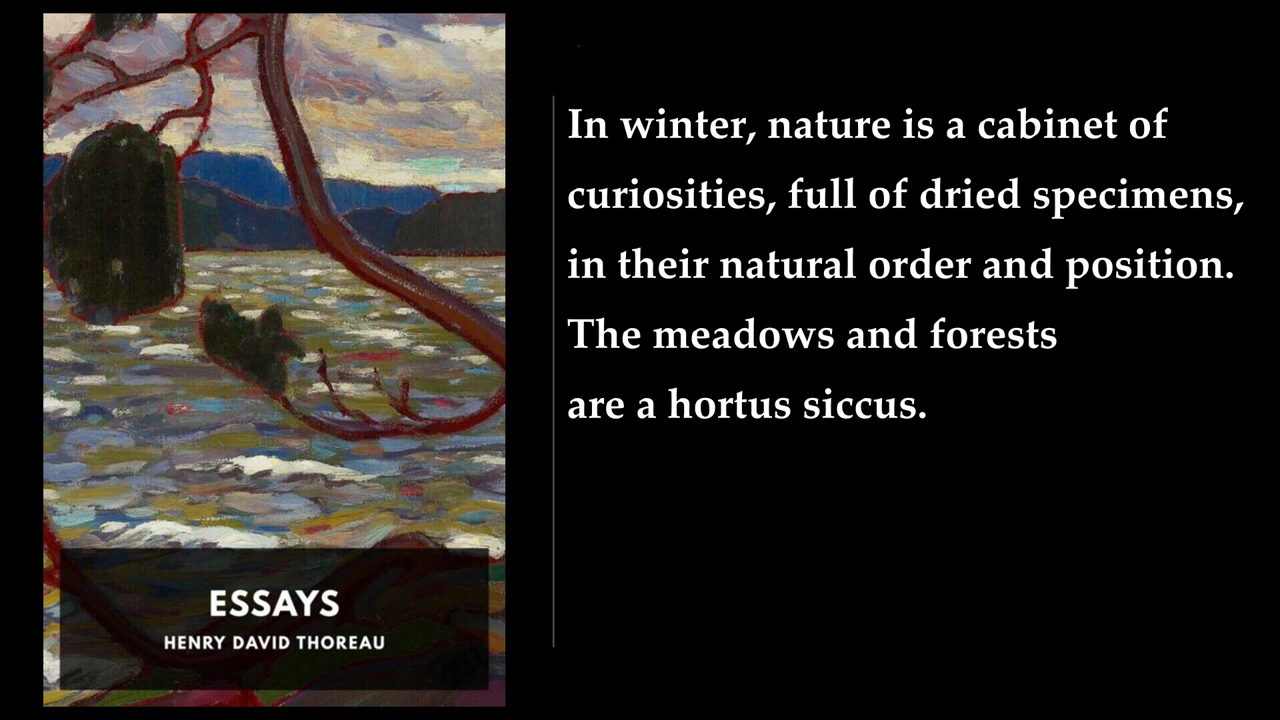 In winter, nature is a cabinet of
curiosities, full of dried specimens,
in their natural order and position.
The meadows and forests
are a hortus siccus.
ESSAYS
HENRY DAVID THOREAU